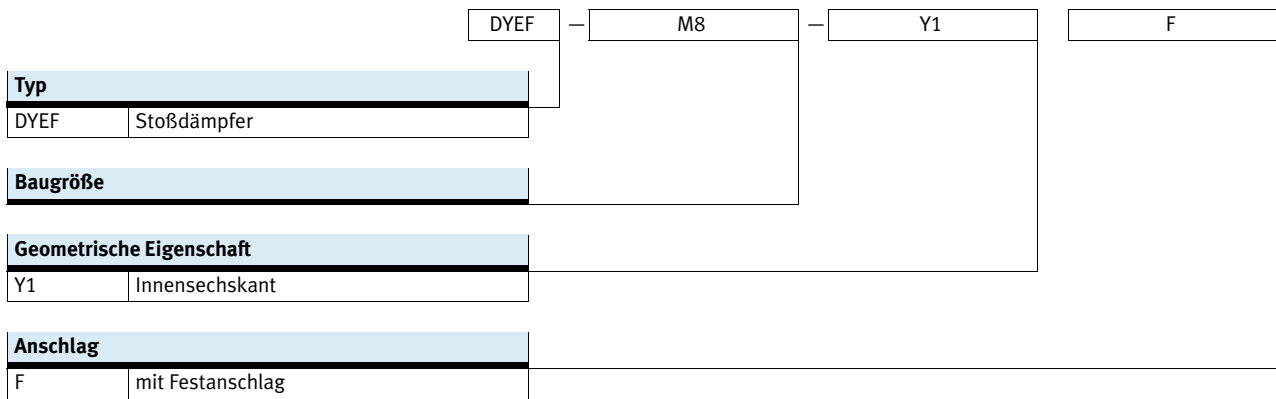 DYEF — M8 — Y1 F
Typ
DYEF Stoßdämpfer
Baugröße
Geometrische Eigenschaft
Y1 Innensechskant
Anschlag
F mit Festanschlag